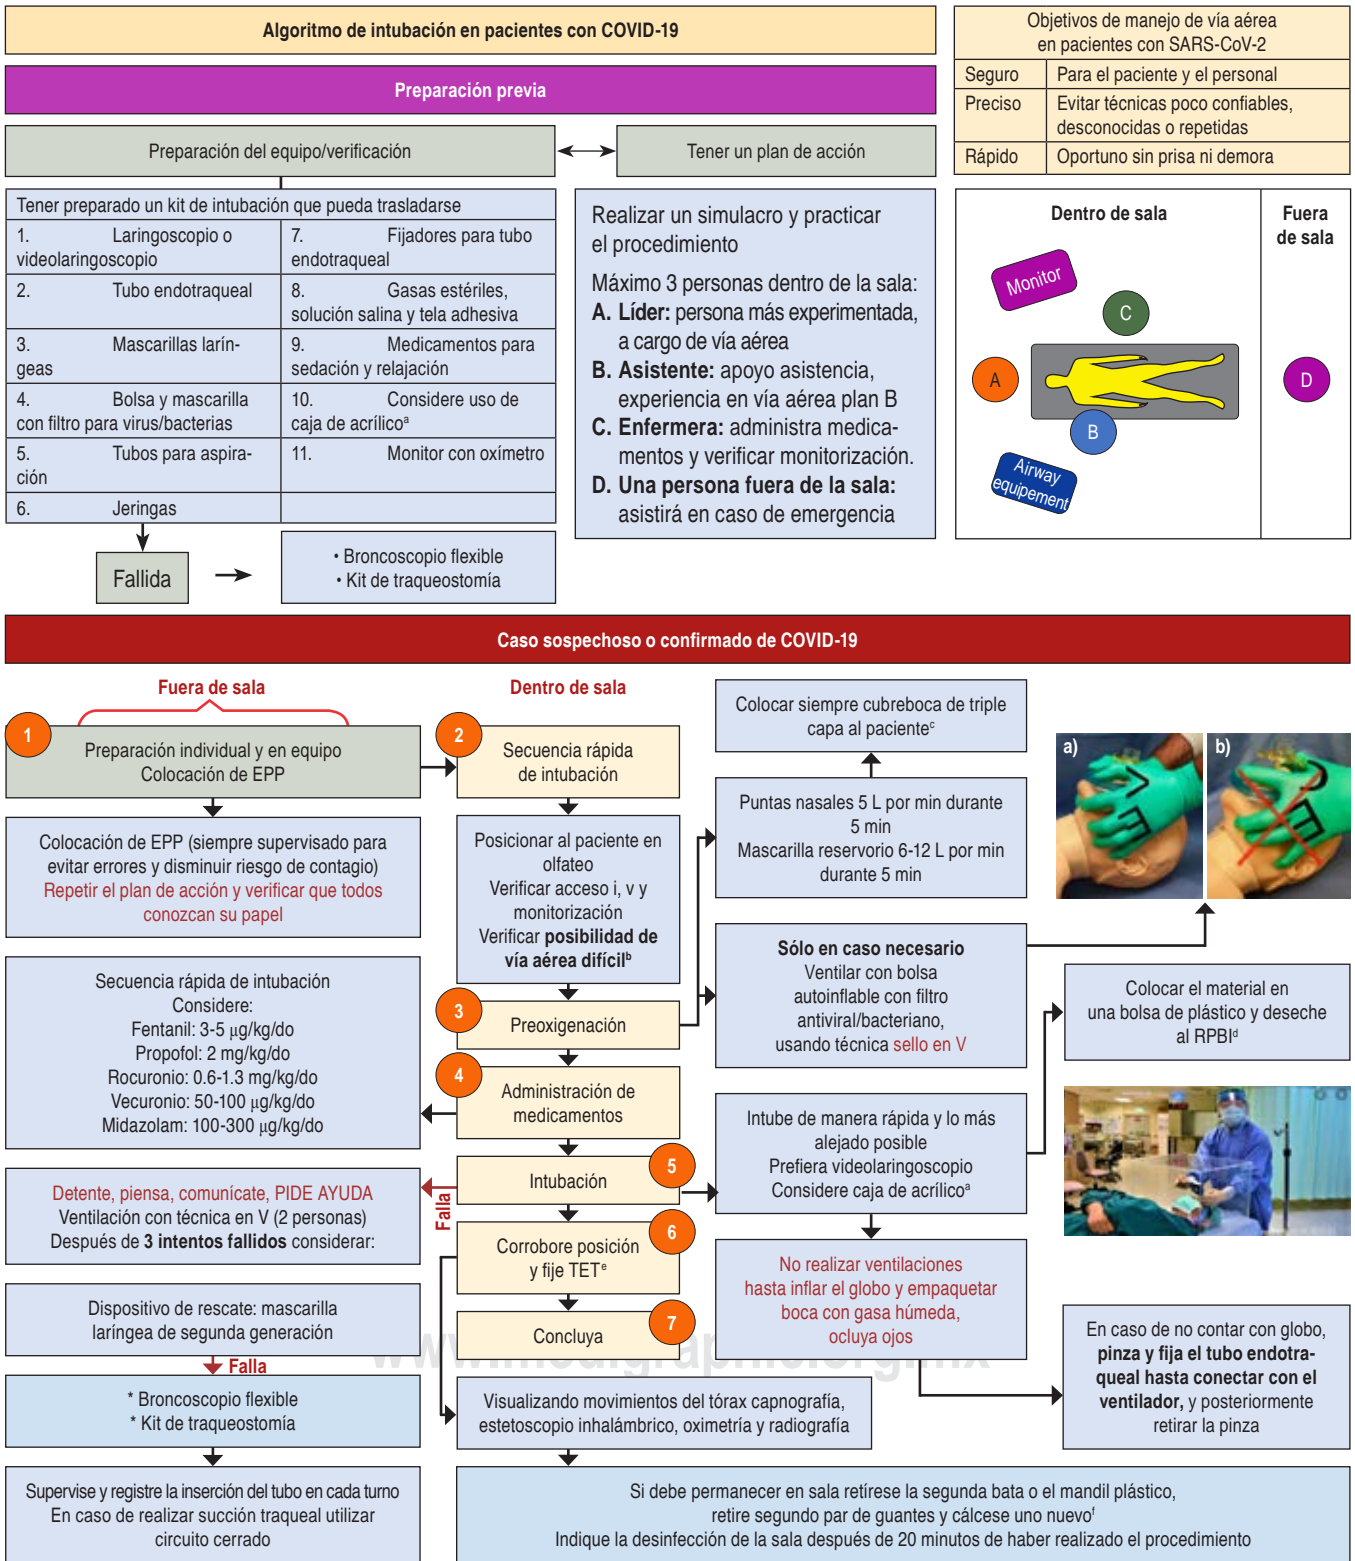 Algoritmo de intubación en pacientes con COVID-19
Preparación previa
Preparación del equipo/verificación
Tener un plan de acción
Tener preparado un kit de intubación que pueda trasladarse
1. Laringoscopio o
videolaringoscopio
2. Tubo endotraqueal
3. Mascarillas larín-
geas
4. Bolsa y mascarilla
con filtro para virus/bacterias
5. Tubos para aspira-
ción
6. Jeringas
7. Fijadores para tubo
endotraqueal
8. Gasas estériles,
solución salina y tela adhesiva
9. Medicamentos para
sedación y relajación
10. Considere uso de
caja de acrílicoᵃ
11. Monitor con oxímetro
Fallida
• Broncoscopio flexible
• Kit de traqueostomía
Realizar un simulacro y practicar
el procedimiento
Máximo 3 personas dentro de la sala:
A. Líder: persona más experimentada,
a cargo de vía aérea
B. Asistente: apoyo asistencia,
experiencia en vía aérea plan B
C. Enfermera: administra medica-
mentos y verificar monitorización.
D. Una persona fuera de la sala:
asistirá en caso de emergencia
Objetivos de manejo de vía aérea
en pacientes con SARS-CoV-2
Seguro Para el paciente y el personal
Preciso Evitar técnicas poco confiables,
desconocidas o repetidas
Rápido Oportuno sin prisa ni demora
Dentro de sala
Fuera
de sala
Monitor
C
A
D
B
Airway
equipement
Caso sospechoso o confirmado de COVID-19
Fuera de sala
1
Preparación individual y en equipo
Colocación de EPP
Colocación de EPP (siempre supervisado para
evitar errores y disminuir riesgo de contagio)
Repetir el plan de acción y verificar que todos
conozcan su papel
Secuencia rápida de intubación
Considere:
Fentanil: 3-5 µg/kg/do
Propofol: 2 mg/kg/do
Rocuronio: 0.6-1.3 mg/kg/do
Vecuronio: 50-100 µg/kg/do
Midazolam: 100-300 µg/kg/do
Detente, piensa, comunícate, PIDE AYUDA
Ventilación con técnica en V (2 personas)
Después de 3 intentos fallidos considerar:
Dispositivo de rescate: mascarilla
laríngea de segunda generación
Falla
* Broncoscopio flexible
* Kit de traqueostomía
Supervise y registre la inserción del tubo en cada turno
En caso de realizar succión traqueal utilizar
circuito cerrado
Dentro de sala
2
Secuencia rápida
de intubación
Posicionar al paciente en
olfateo
Verificar acceso i, v y
monitorización
Verificar posibilidad de
vía aérea difícilᵇ
3
Preoxigenación
4
Administración de
medicamentos
5
Intubación
Falla
6
Corrobore posición
y fije TETᵉ
7
Concluya
www.medigraphic.org.mx
Visualizando movimientos del tórax capnografía,
estetoscopio inhalámbrico, oximetría y radiografía
Si debe permanecer en sala retírese la segunda bata o el mandil plástico,
retire segundo par de guantes y cálcese uno nuevoᶠ
Indique la desinfección de la sala después de 20 minutos de haber realizado el procedimiento
Colocar siempre cubreboca de triple
capa al pacienteᶜ
Puntas nasales 5 L por min durante
5 min
Mascarilla reservorio 6-12 L por min
durante 5 min
Sólo en caso necesario
Ventilar con bolsa
autoinflable con filtro
antiviral/bacteriano,
usando técnica sello en V
Intube de manera rápida y lo más
alejado posible
Prefiera videolaringoscopio
Considere caja de acrílicoᵃ
No realizar ventilaciones
hasta inflar el globo y empaquetar
boca con gasa húmeda,
ocluya ojos
a)
b)
Colocar el material en
una bolsa de plástico y deseche
al RPBIᵈ
En caso de no contar con globo,
pinza y fija el tubo endotra-
queal hasta conectar con el
ventilador, y posteriormente
retirar la pinza